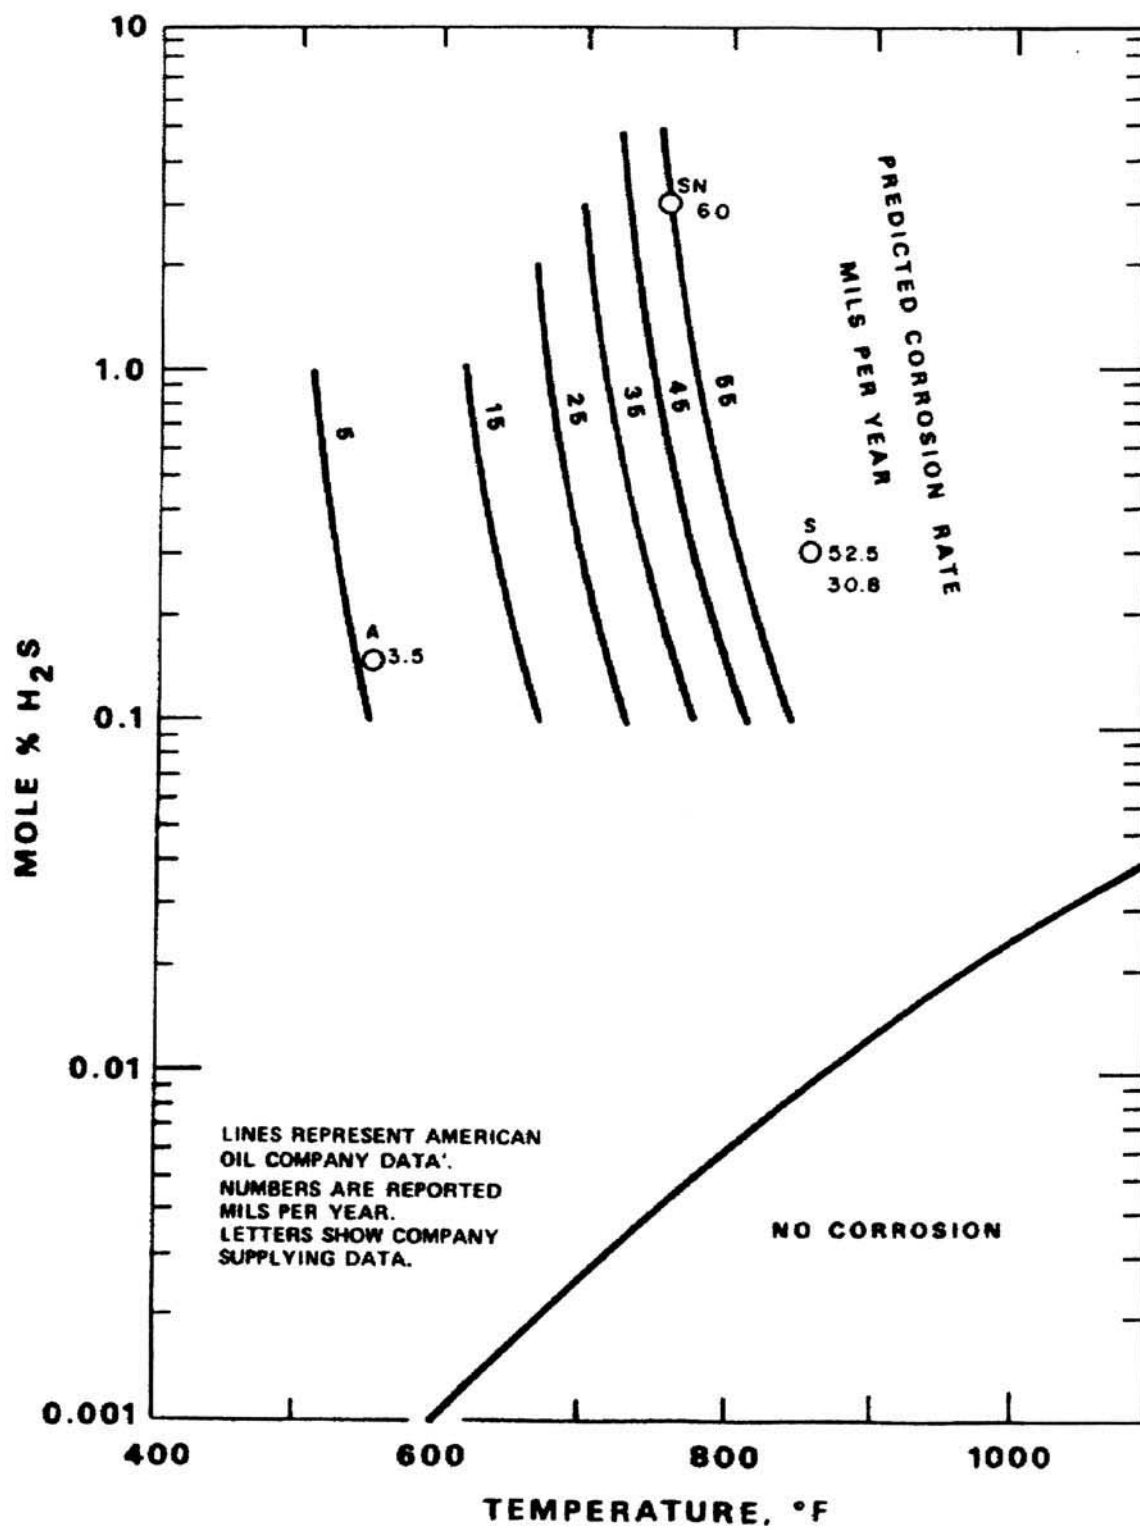 10
1.0
0.1
0.01
0.001
MOLE % H2S
SN
60
PREDICTED CORROSION RATE
MILS PER YEAR
5
15
25
35
45
55
S
52.5
30.8
A
3.5
LINES REPRESENT AMERICAN
OIL COMPANY DATA'.
NUMBERS ARE REPORTED
MILS PER YEAR.
LETTERS SHOW COMPANY
SUPPLYING DATA.
NO CORROSION
400 600 800 1000
TEMPERATURE, °F